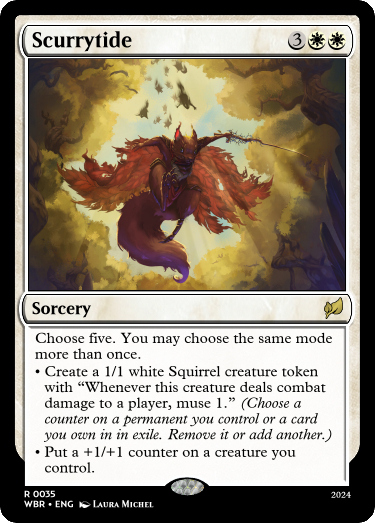 Scurrytide 3
Sorcery
Choose five. You may choose the same mode
more than once.
• Create a 1/1 white Squirrel creature token
with “Whenever this creature deals combat
damage to a player, muse 1.” (Choose a
counter on a permanent you control or a card
you own in in exile. Remove it or add another.)
• Put a +1/+1 counter on a creature you
control.
R 0035 2024
WBR • ENG Laura Michel